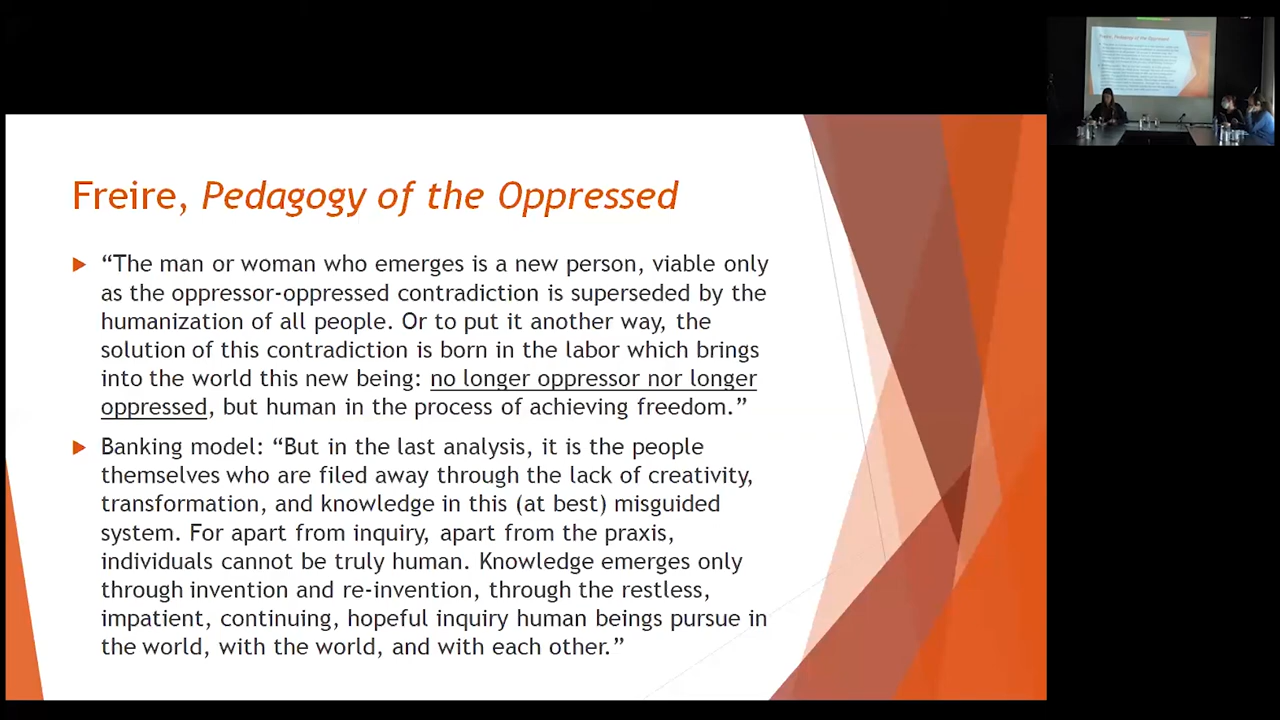 Freire, Pedagogy of the Oppressed
“The man or woman who emerges is a new person, viable only
as the oppressor-oppressed contradiction is superseded by the
humanization of all people. Or to put it another way, the
solution of this contradiction is born in the labor which brings
into the world this new being: no longer oppressor nor longer
oppressed, but human in the process of achieving freedom.”
Banking model: “But in the last analysis, it is the people
themselves who are filed away through the lack of creativity,
transformation, and knowledge in this (at best) misguided
system. For apart from inquiry, apart from the praxis,
individuals cannot be truly human. Knowledge emerges only
through invention and re-invention, through the restless,
impatient, continuing, hopeful inquiry human beings pursue in
the world, with the world, and with each other.”
Freire, Pedagogy of the Oppressed